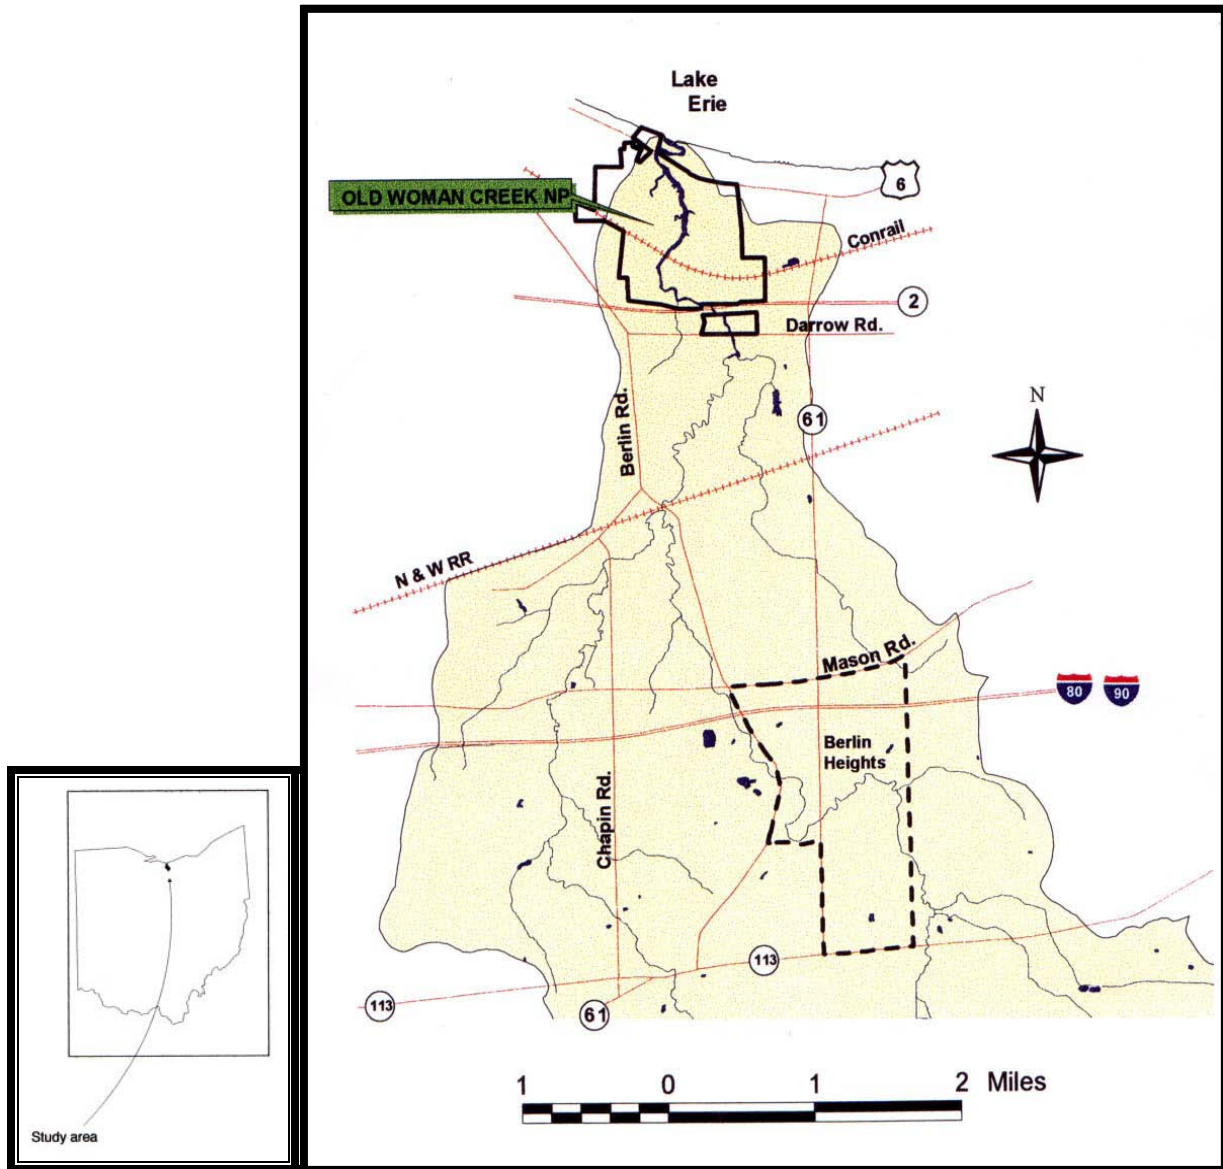 Lake
Erie
6
OLD WOMAN CREEK NP
Conrail
2
Darrow Rd.
Berlin Rd.
61
N
N & W RR
Mason Rd.
80
90
Berlin
Heights
Chapin Rd.
113
113
61
1 0 1 2 Miles
Study area